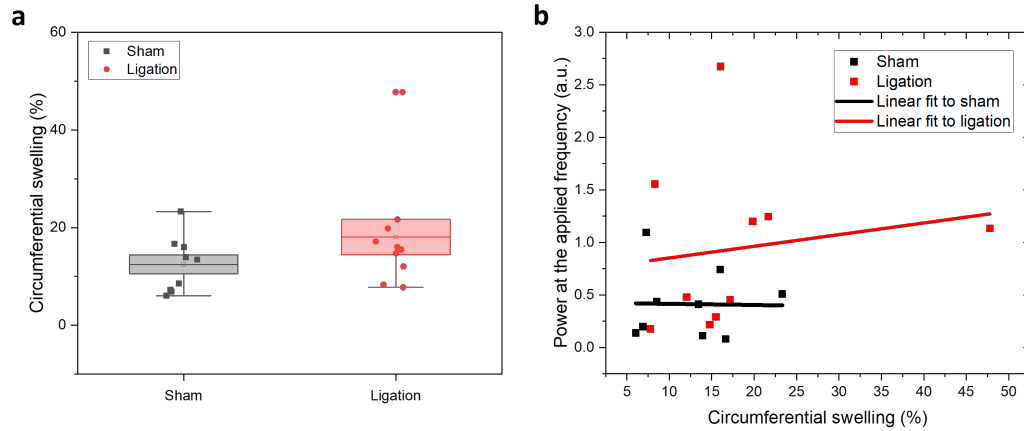 a
Circumferential swelling (%)
60
40
20
0
Sham
Ligation
Sham
Ligation
b
Power at the applied frequency (a.u.)
3.0
2.5
2.0
1.5
1.0
0.5
0.0
Sham
Ligation
Linear fit to sham
Linear fit to ligation
5 10 15 20 25 30 35 40 45 50
Circumferential swelling (%)